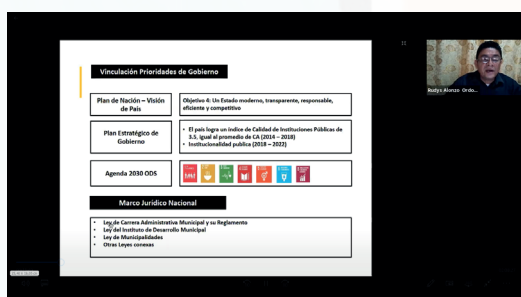 Vinculación Prioridades de Gobierno
Plan de Nación – Visión
de País
Objetivo 4: Un Estado moderno, transparente, responsable,
eficiente y competitivo
Plan Estratégico de
Gobierno
• El país logra un índice de Calidad de Instituciones Públicas de
3.5, igual al promedio de CA (2014 – 2018)
• Institucionalidad publica (2018 – 2022)
Agenda 2030 ODS
Marco Jurídico Nacional
• Ley de Carrera Administrativa Municipal y su Reglamento
• Ley del Instituto de Desarrollo Municipal
• Ley de Municipalidades
• Otras Leyes conexas
Rudys Alonzo Ordo...